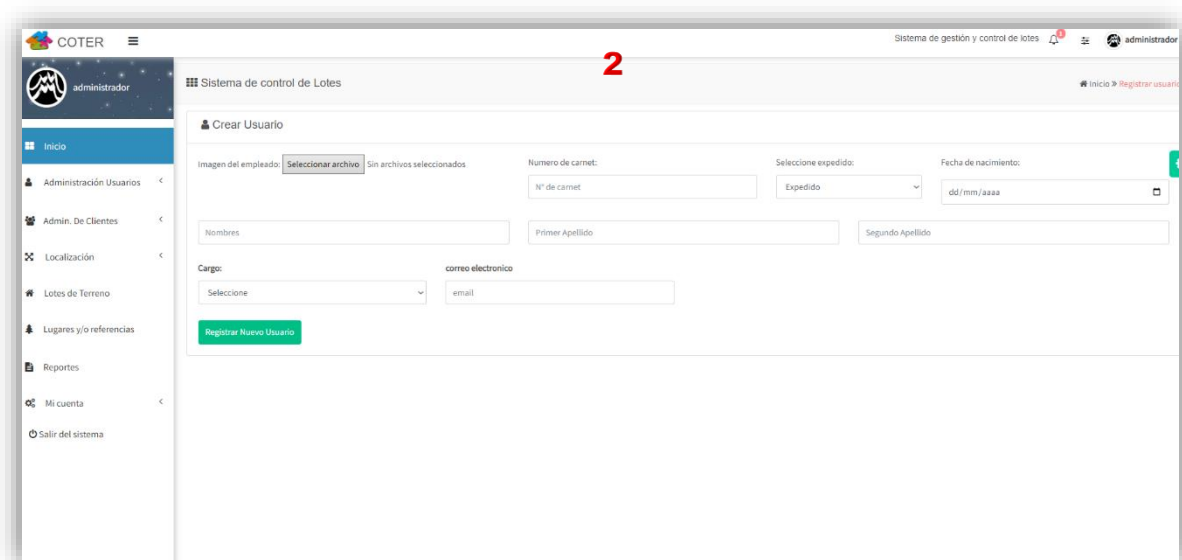 COTER
Sistema de gestión y control de lotes
1
administrador
2
administrador
Sistema de control de Lotes
Inicio » Registrar usuario
Crear Usuario
Inicio
Imagen del empleado: Seleccionar archivo Sin archivos seleccionados
Numero de carnet:
Seleccione expedido:
Fecha de nacimiento:
N° de carnet
Expedido
dd/mm/aaaa
Administración Usuarios
Admin. De Clientes
Nombres
Primer Apellido
Segundo Apellido
Localización
Cargo:
correo electronico
Seleccione
email
Lotes de Terreno
Lugares y/o referencias
Registrar Nuevo Usuario
Reportes
Mi cuenta
Salir del sistema